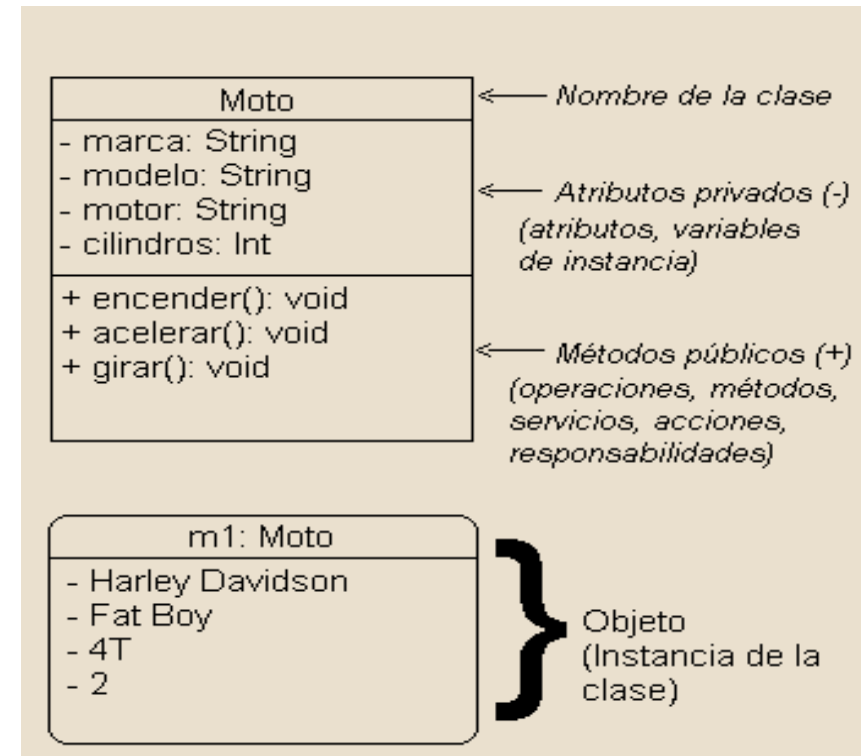 Moto
- marca: String
- modelo: String
- motor: String
- cilindros: Int
+ encender(): void
+ acelerar(): void
+ girar(): void
Nombre de la clase
Atributos privados (-)
(atributos, variables
de instancia)
Métodos públicos (+)
(operaciones, métodos,
servicios, acciones,
responsabilidades)
m1: Moto
- Harley Davidson
- Fat Boy
- 4T
- 2
Objeto
(Instancia de la
clase)